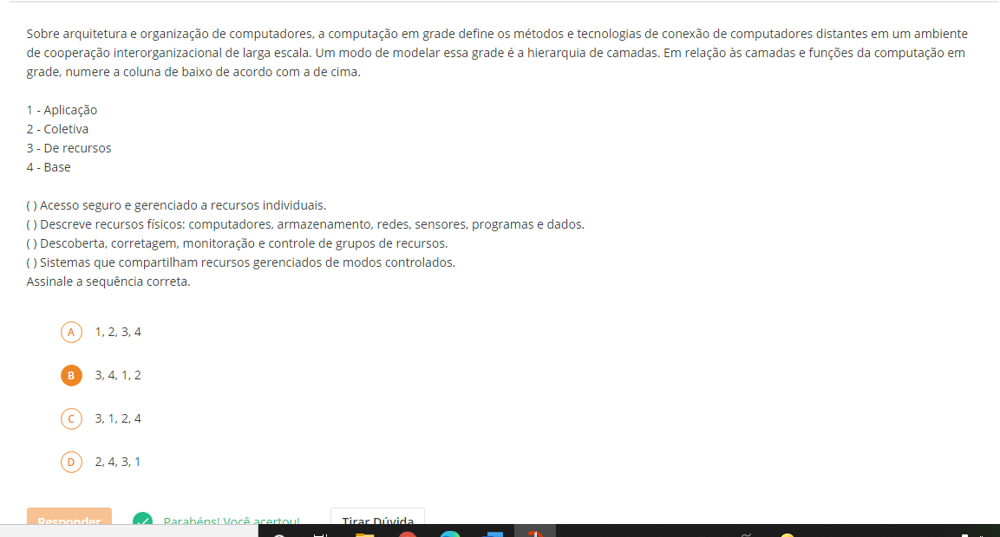 Sobre arquitetura e organização de computadores, a computação em grade define os métodos e tecnologias de conexão de computadores distantes em um ambiente
de cooperação interorganizacional de larga escala. Um modo de modelar essa grade é a hierarquia de camadas. Em relação às camadas e funções da computação em
grade, numere a coluna de baixo de acordo com a de cima.
1 - Aplicação
2 - Coletiva
3 - De recursos
4 - Base
( ) Acesso seguro e gerenciado a recursos individuais.
( ) Descreve recursos físicos: computadores, armazenamento, redes, sensores, programas e dados.
( ) Descoberta, corretagem, monitoração e controle de grupos de recursos.
( ) Sistemas que compartilham recursos gerenciados de modos controlados.
Assinale a sequência correta.
A 1, 2, 3, 4
B 3, 4, 1, 2
C 3, 1, 2, 4
D 2, 4, 3, 1
Responder Parabéns! Você acertou! Tirar Dúvida